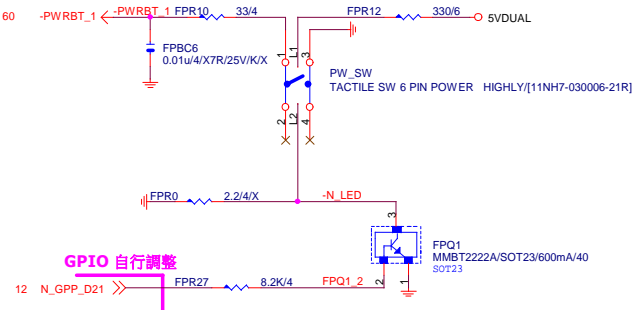 60 -PWRBT_1 -PWRBT_1 FPR10 33/4 FPR12 330/6 5VDUAL
FPBC6
0.01u/4/X7R/25V/K/X
1 L1 3
PW_SW
TACTILE SW 6 PIN POWER HIGHLY/[11NH7-030006-21R]
2 L2 4
FPR0 2.2/4/X -N_LED
3
FPQ1
MMBT2222A/SOT23/600mA/40
SOT23
GPIO 自行調整
12 N_GPP_D21 FPR27 8.2K/4 FPQ1_2 2 1